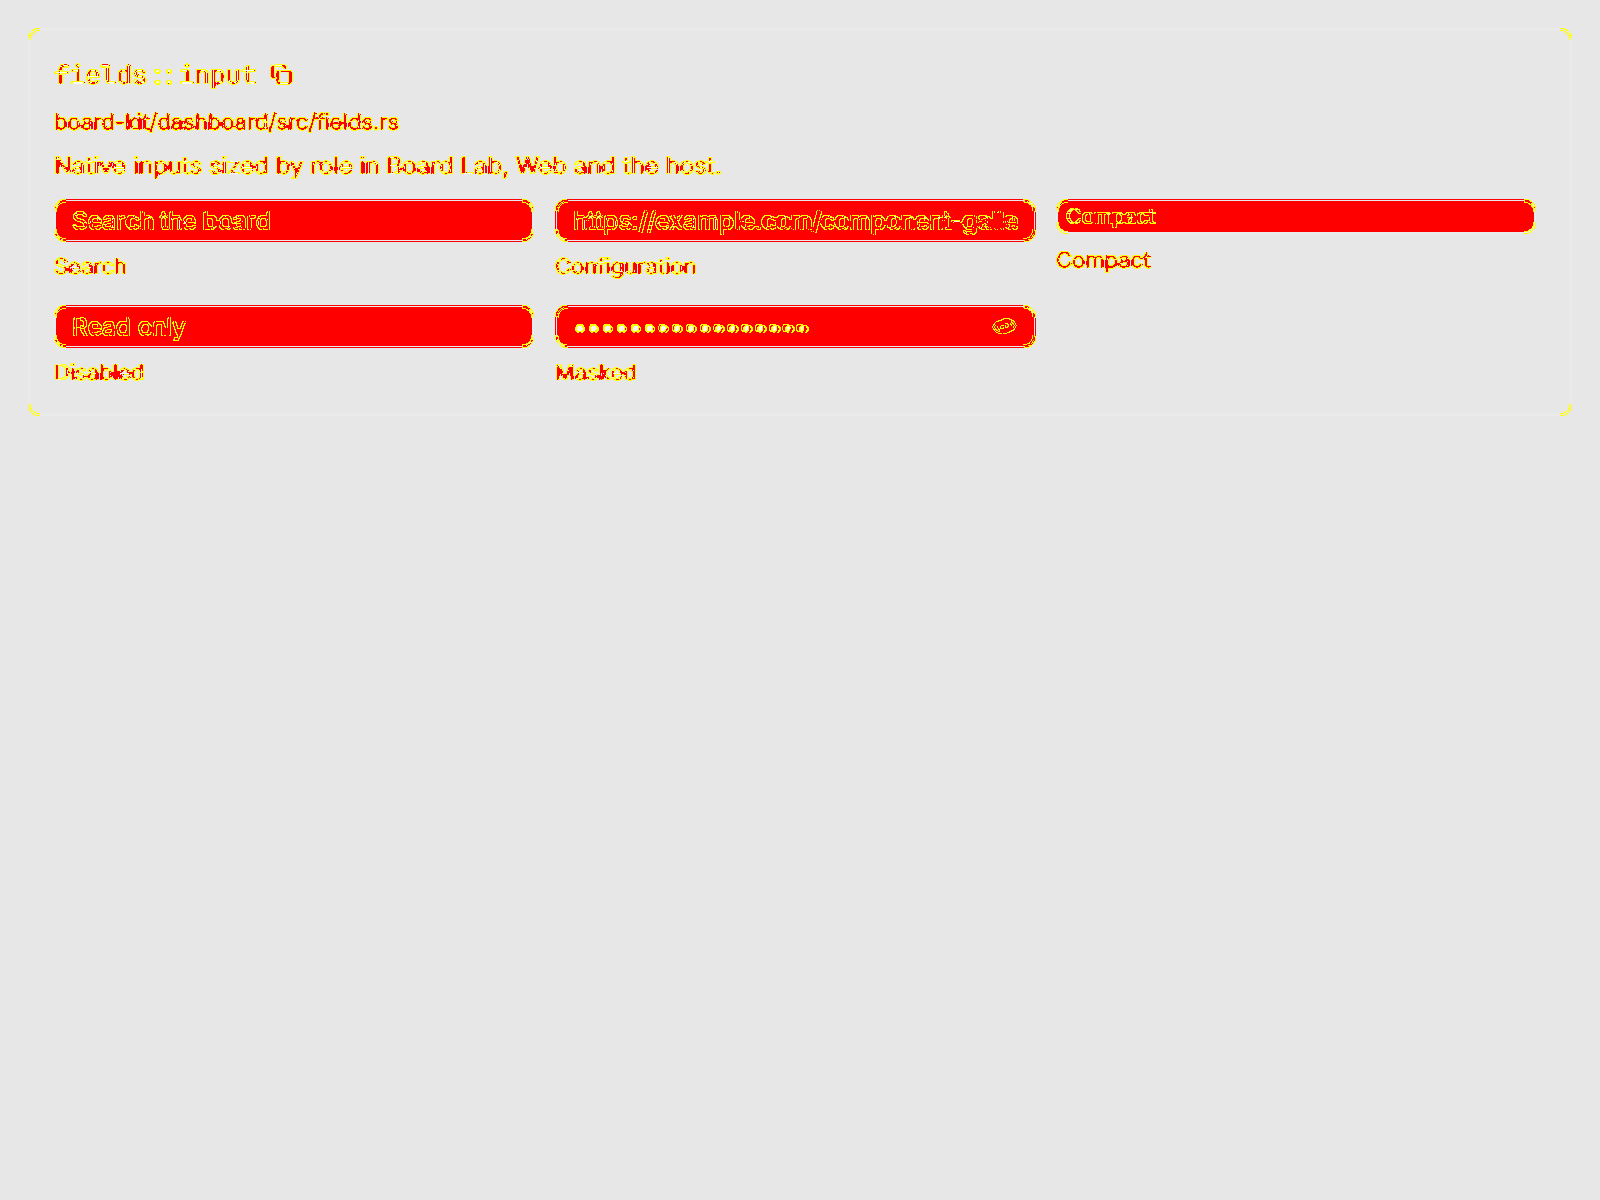 fields::input
board-kit/dashboard/src/fields.rs
Native inputs sized by role in Board Lab, Web and the host.
Search the board
https://example.com/component-galle
Compact
Search
Configuration
Compact
Read only
Disabled
Masked